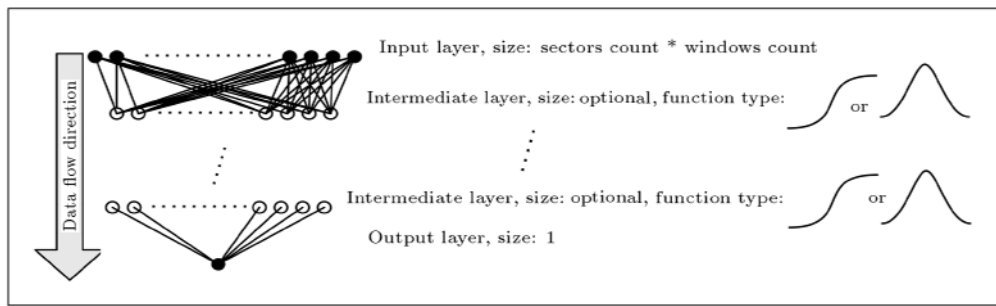 Data flow direction
Input layer, size: sectors count * windows count
Intermediate layer, size: optional, function type:
or
Intermediate layer, size: optional, function type:
or
Output layer, size: 1